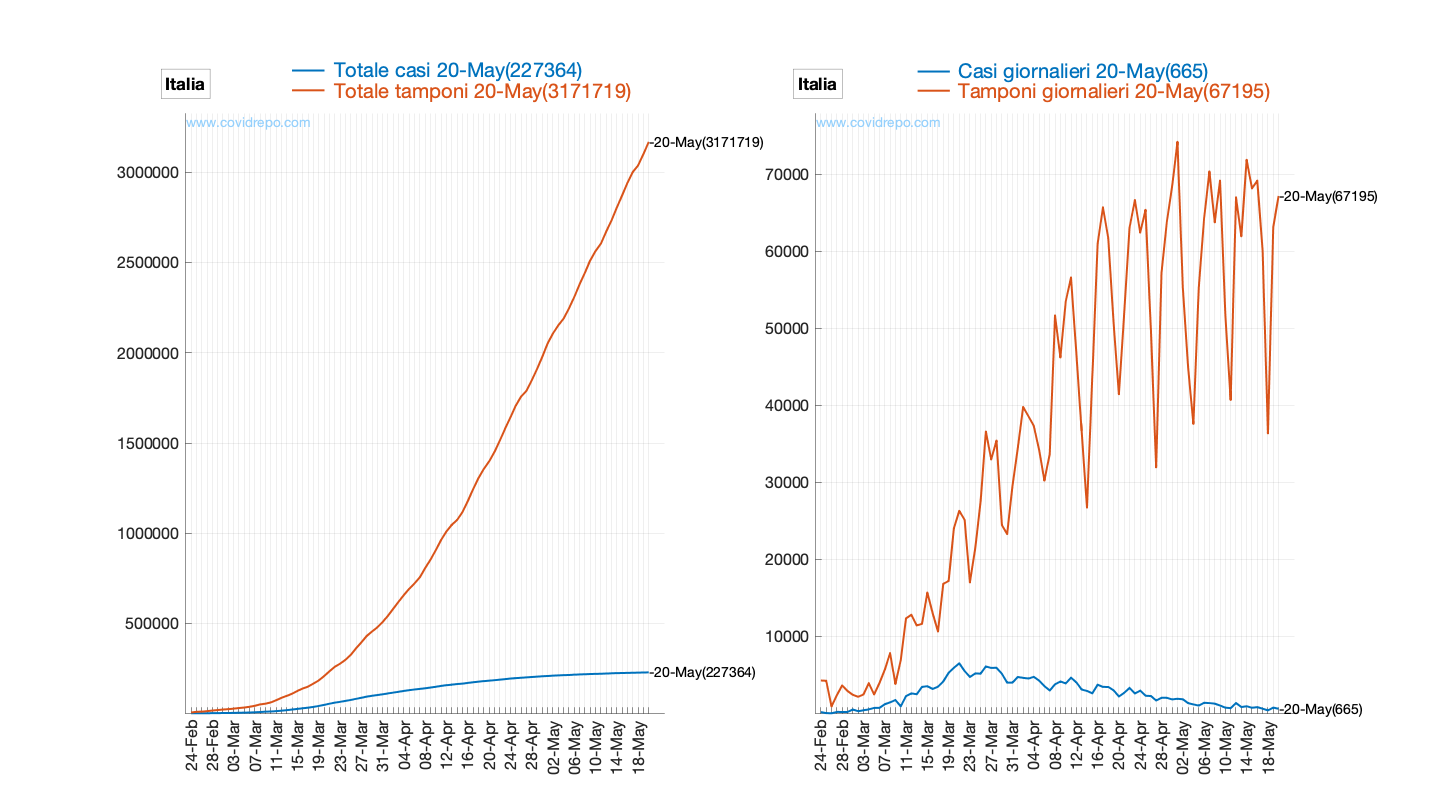 Italia
Totale casi 20-May(227364)
Totale tamponi 20-May(3171719)
www.covidrepo.com
20-May(3171719)
3000000
2500000
2000000
1500000
1000000
500000
20-May(227364)
24-Feb
28-Feb
03-Mar
07-Mar
11-Mar
15-Mar
19-Mar
23-Mar
27-Mar
31-Mar
04-Apr
08-Apr
12-Apr
16-Apr
20-Apr
24-Apr
28-Apr
02-May
06-May
10-May
14-May
18-May
Italia
Casi giornalieri 20-May(665)
Tamponi giornalieri 20-May(67195)
www.covidrepo.com
70000
20-May(67195)
60000
50000
40000
30000
20000
10000
20-May(665)
24-Feb
28-Feb
03-Mar
07-Mar
11-Mar
15-Mar
19-Mar
23-Mar
27-Mar
31-Mar
04-Apr
08-Apr
12-Apr
16-Apr
20-Apr
24-Apr
28-Apr
02-May
06-May
10-May
14-May
18-May